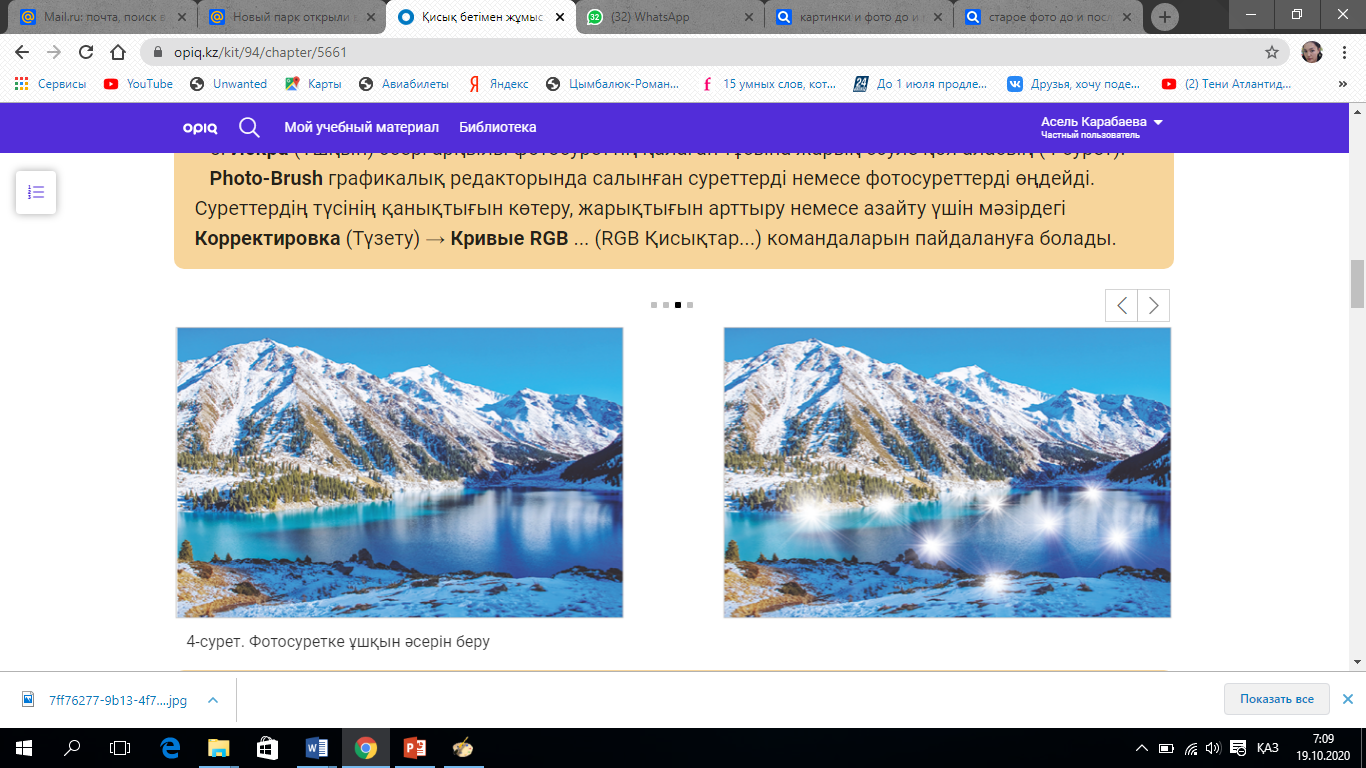 Mail.ru: почта, поиск в
Новый парк открыли в
Қисық бетімен жұмыс
(32) WhatsApp
картинки и фото до и п
старое фото до и посл
opiq.kz/kit/94/chapter/5661
Сервисы
YouTube
Unwanted
Карты
Авиабилеты
Яндекс
Цымбалюк-Роман...
15 умных слов, кот...
До 1 июля продле...
Друзья, хочу поде...
(2) Тени Атлантид...
opiq
Мой учебный материал
Библиотека
Асель Карабаева
Частный пользователь
Photo-Brush графикалық редакторында салынған суреттерді немесе фотосуреттерді өңдейді.
Суреттердің түсінің қанықтығын көтеру, жарықтығын арттыру немесе азайту үшін мәзірдегі
Корректировка (Түзету) → Кривые RGB ... (RGB Қисықтар...) командаларын пайдалануға болады.
4-сурет. Фотосуретке ұшқын әсерін беру
7ff76277-9b13-4f7....jpg
Показать все
ҚАЗ
7:09
19.10.2020